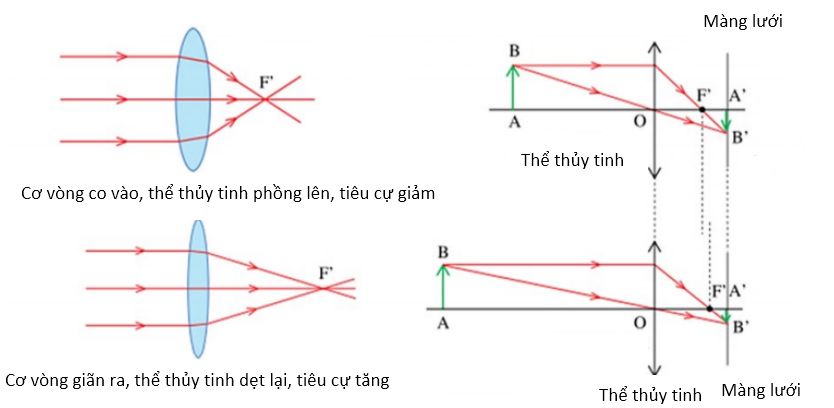 Màng lưới
F'
B
F'
A'
A
O
B'
Thể thủy tinh
Cơ vòng co vào, thể thủy tinh phồng lên, tiêu cự giảm
B
F'
F'
A'
A
O
B'
Cơ vòng giãn ra, thể thủy tinh dẹt lại, tiêu cự tăng
Thể thủy tinh
Màng lưới